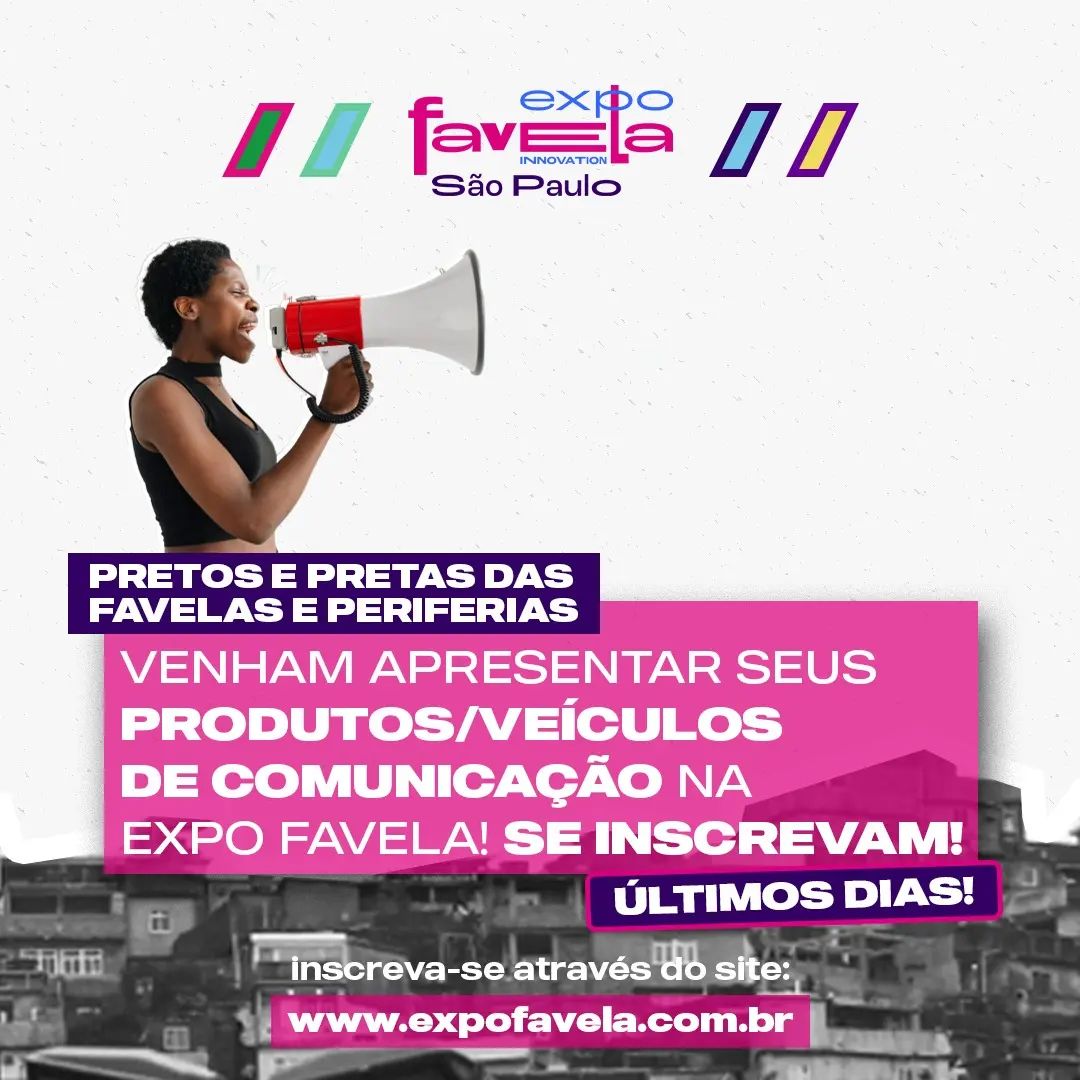 expo
favela
INNOVATION
São Paulo
PRETOS E PRETAS DAS
FAVELAS E PERIFERIAS
VENHAM APRESENTAR SEUS
PRODUTOS/VEÍCULOS
DE COMUNICAÇÃO NA
EXPO FAVELA! SE INSCREVAM!
ÚLTIMOS DIAS!
inscreva-se através do site:
www.expofavela.com.br